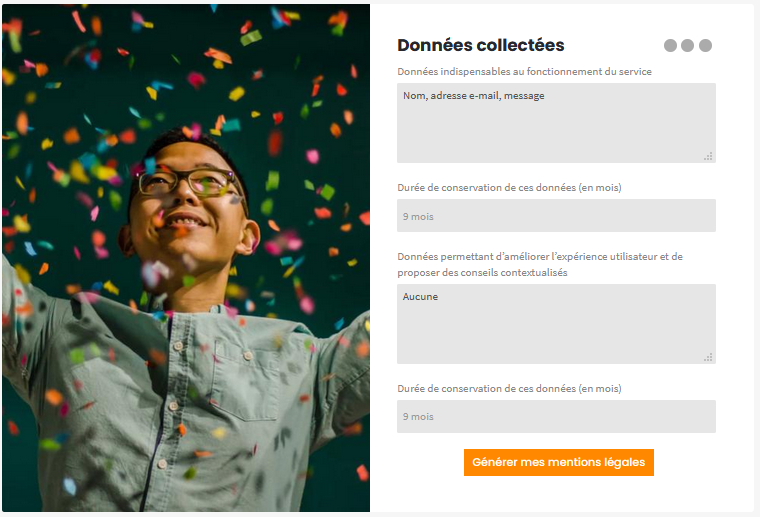 Données collectées
Données indispensables au fonctionnement du service
Nom, adresse e-mail, message
Durée de conservation de ces données (en mois)
9 mois
Données permettant d'améliorer l'expérience utilisateur et de
proposer des conseils contextualisés
Aucune
Durée de conservation de ces données (en mois)
9 mois
Générer mes mentions légales